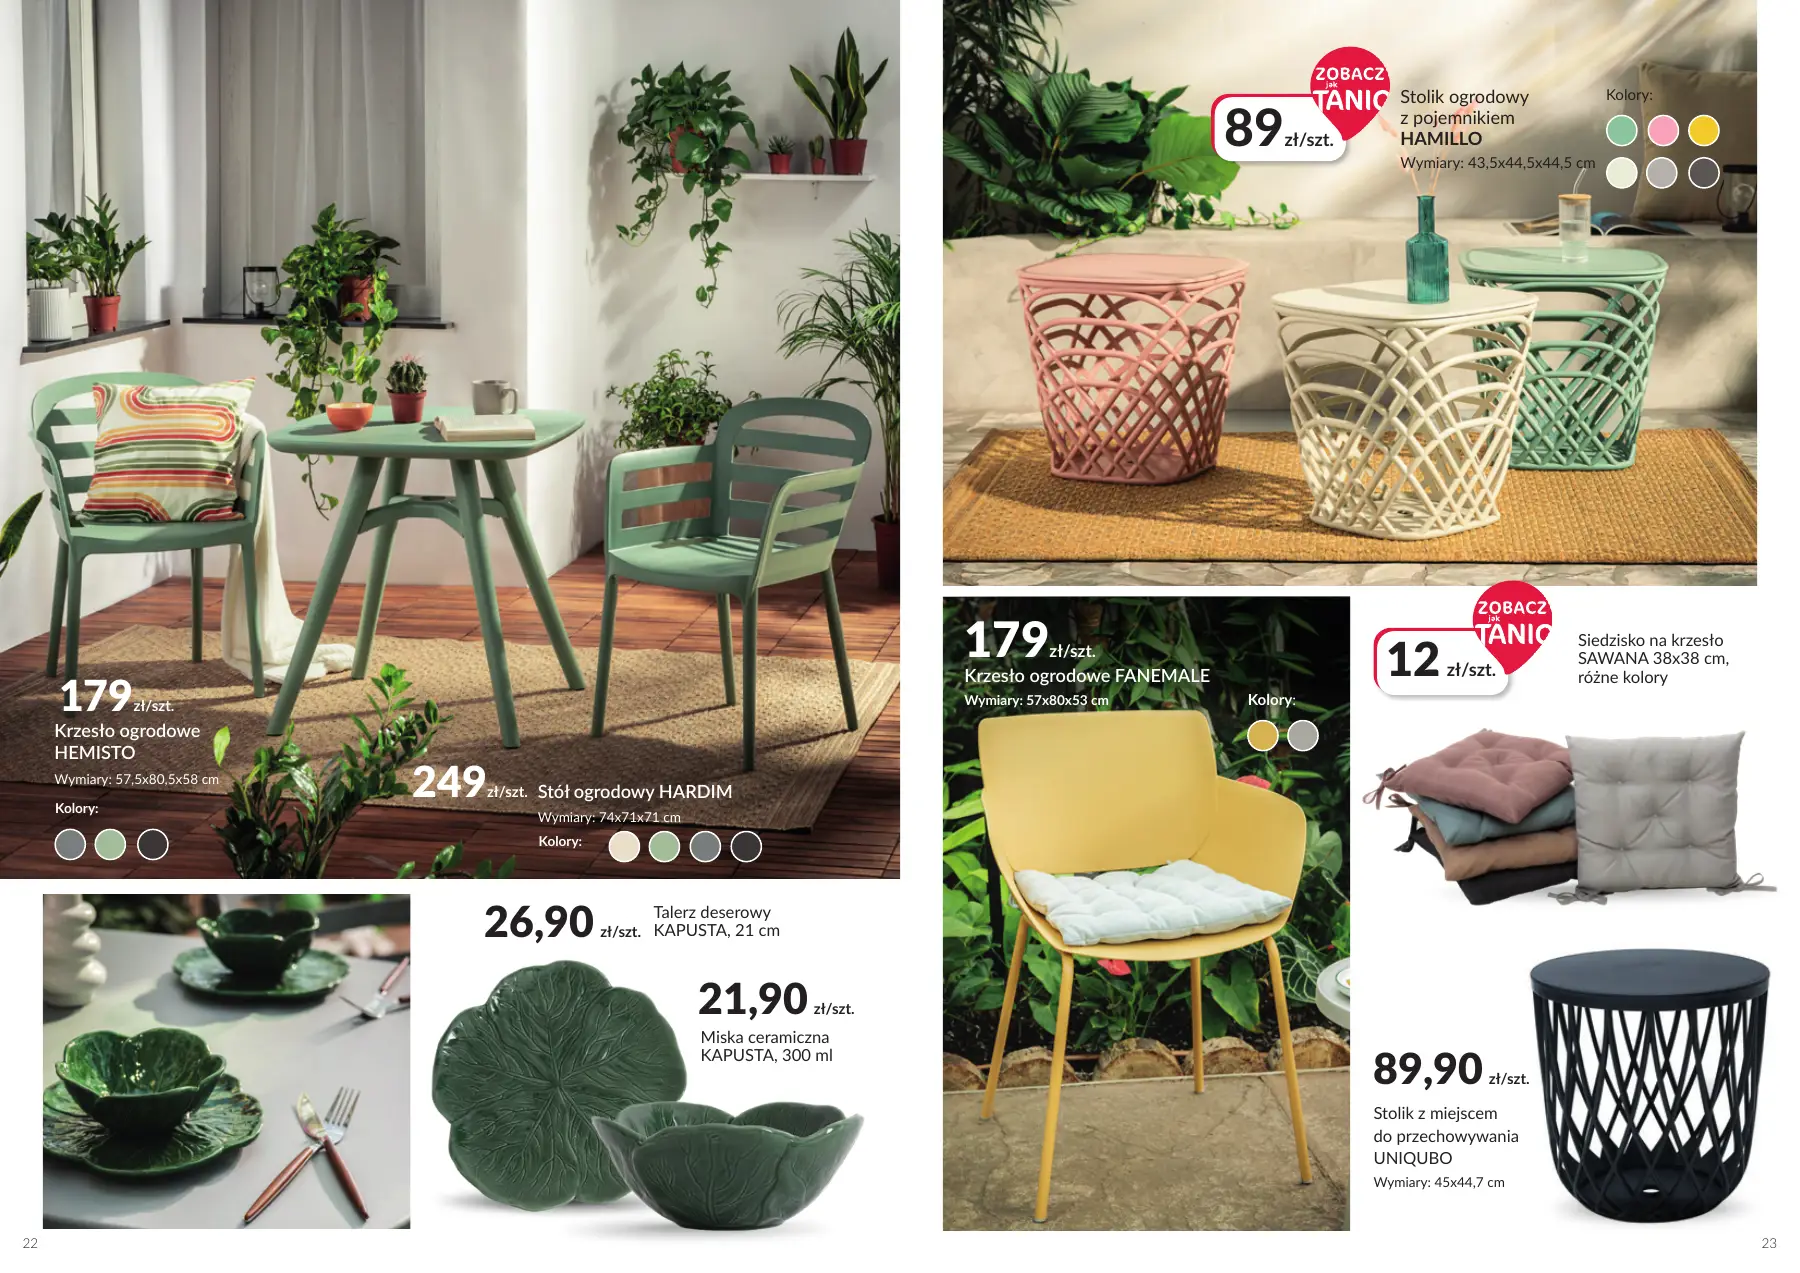 179 zł/szt.
Krzesło ogrodowe
HEMISTO
Wymiary: 57,5x80,5x58 cm
Kolory:
249 zł/szt.
Stół ogrodowy HARDIM
Wymiary: 74x71x71 cm
Kolory:
26,90 zł/szt.
Talerz deserowy
KAPUSTA, 21 cm
21,90 zł/szt.
Miska ceramiczna
KAPUSTA, 300 ml
22
ZOBACZ
jak
TANIO
89 zł/szt.
Stolik ogrodowy
z pojemnikiem
HAMILLO
Wymiary: 43,5x44,5x44,5 cm
Kolory:
179 zł/szt.
Krzesło ogrodowe FANEMALE
Wymiary: 57x80x53 cm
Kolory:
ZOBACZ
jak
TANIO
12 zł/szt.
Siedzisko na krzesło
SAWANA 38x38 cm,
różne kolory
89,90 zł/szt.
Stolik z miejscem
do przechowywania
UNIQUBO
Wymiary: 45x44,7 cm
23